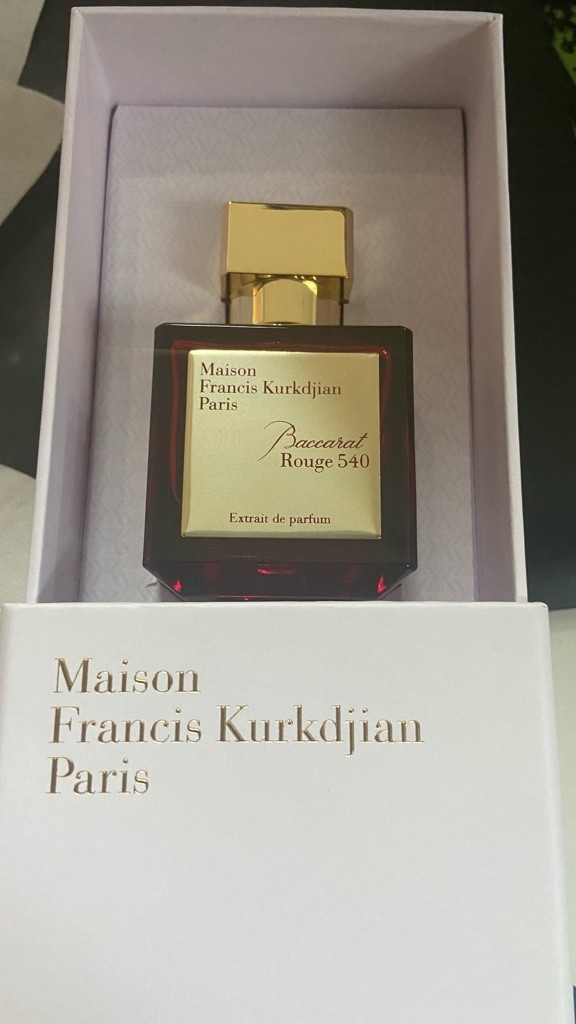 Maison
Francis Kurkdjian
Paris
Baccarat
Rouge 540
Extrait de parfum
Maison
Francis Kurkdjian
Paris